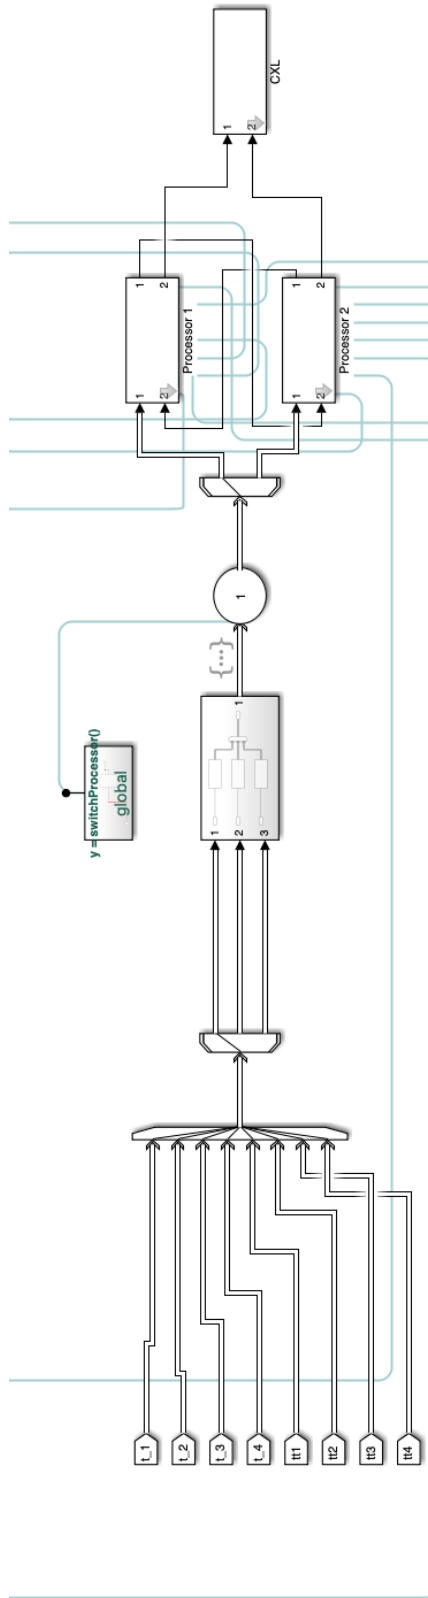 CXL
1
2
1
2
Processor 1
1
2
1
2
Processor 2
1
2
1
{...}
y = switchProcessor()
global
1
1
2
3
t_1
t_2
t_3
t_4
tt1
tt2
tt3
tt4